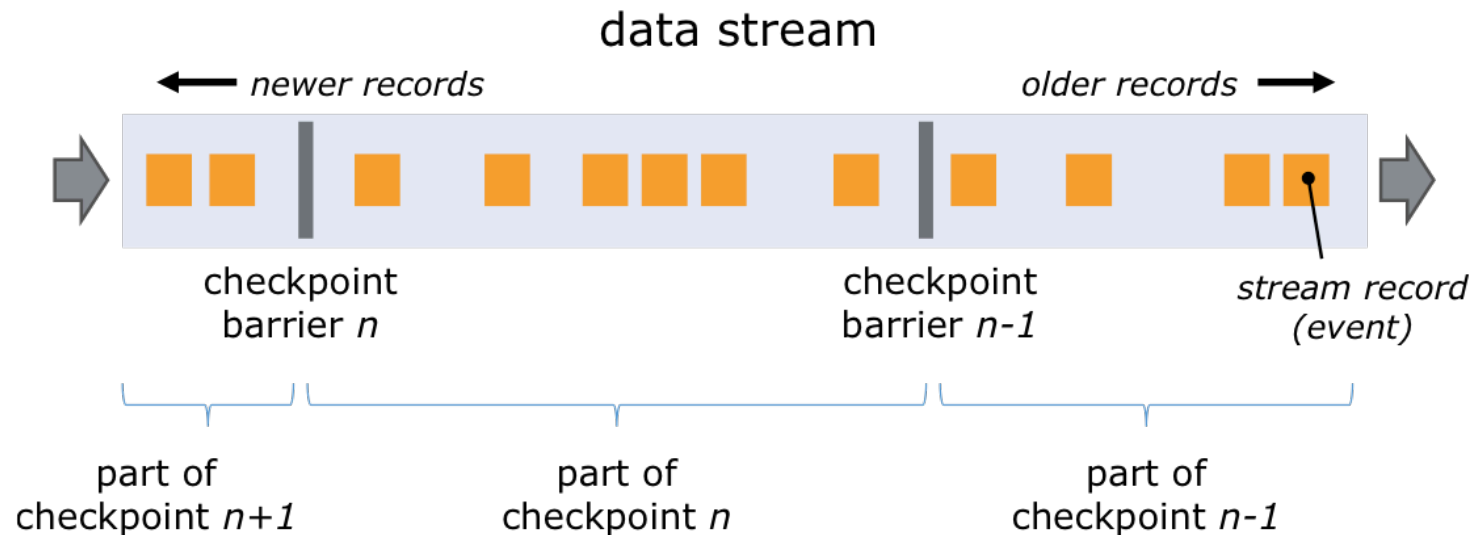 data stream
newer records
older records
checkpoint
barrier n
checkpoint
barrier n-1
stream record
(event)
part of
checkpoint n+1
part of
checkpoint n
part of
checkpoint n-1